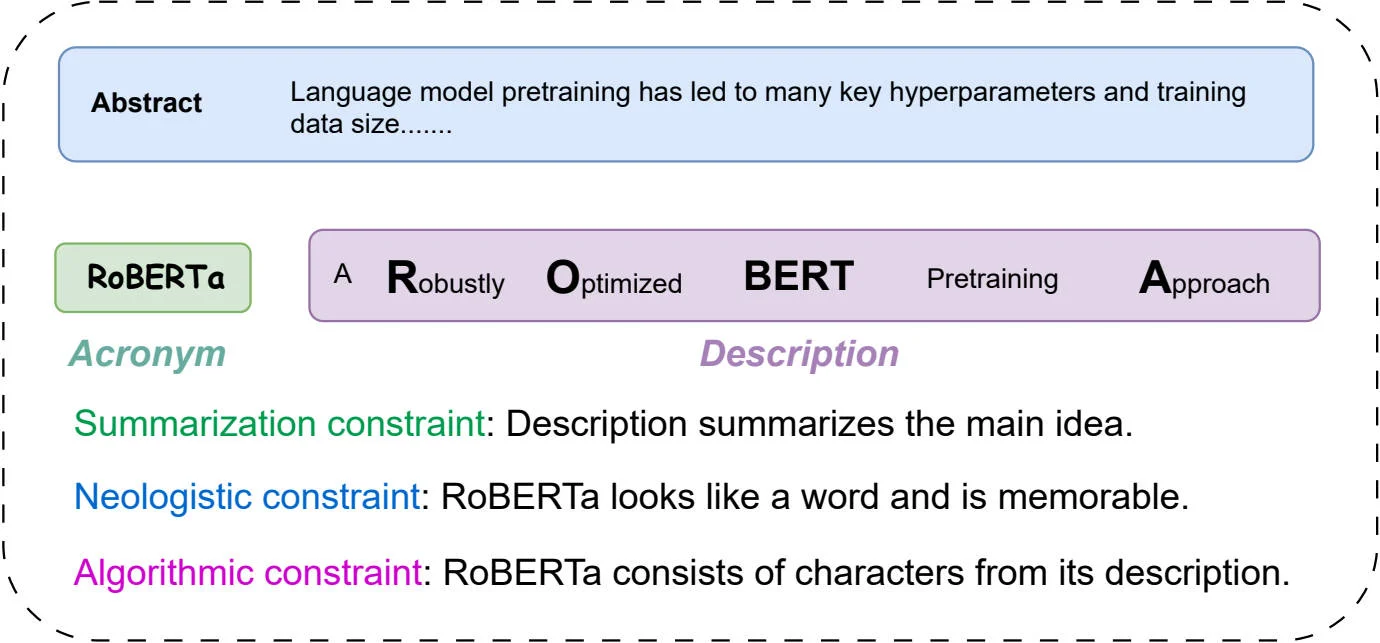 Abstract
Language model pretraining has led to many key hyperparameters and training
data size.......
RoBERTa
A Robustly Optimized BERT Pretraining Approach
Acronym
Description
Summarization constraint: Description summarizes the main idea.
Neologistic constraint: RoBERTa looks like a word and is memorable.
Algorithmic constraint: RoBERTa consists of characters from its description.